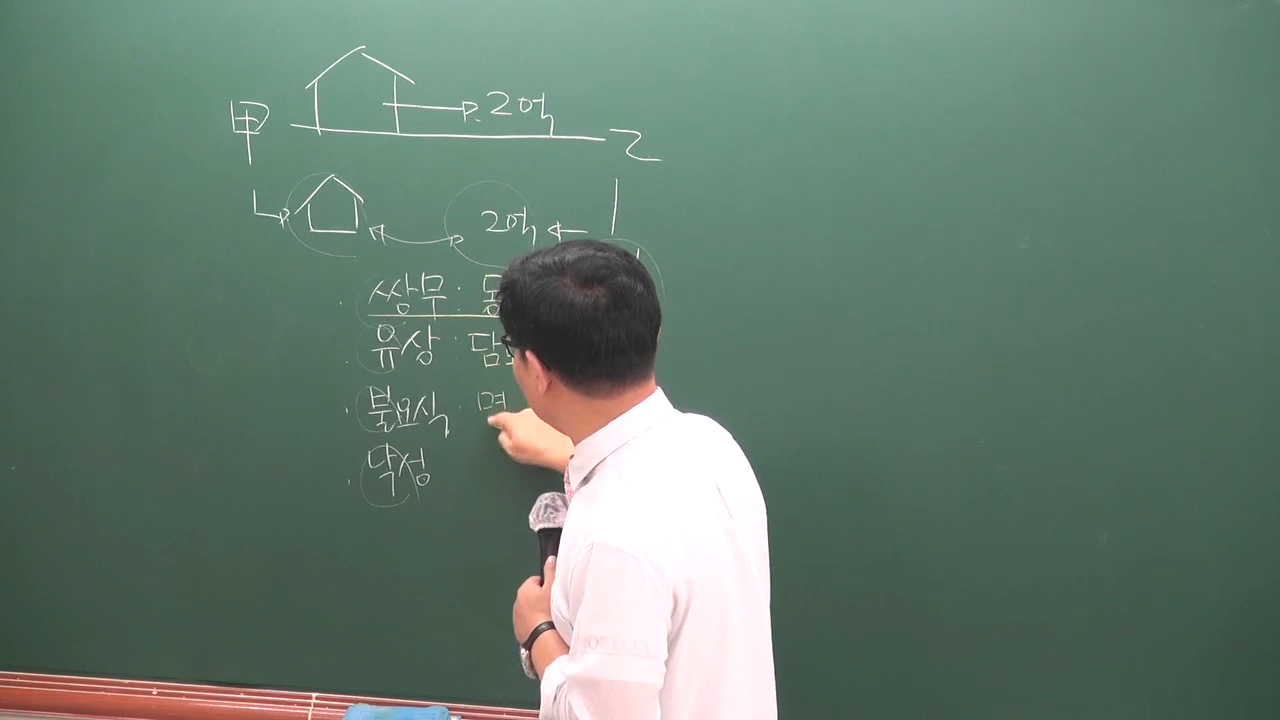 甲 2억 乙
2억
쌍무· 동
유상· 담
불요식· 면
낙성